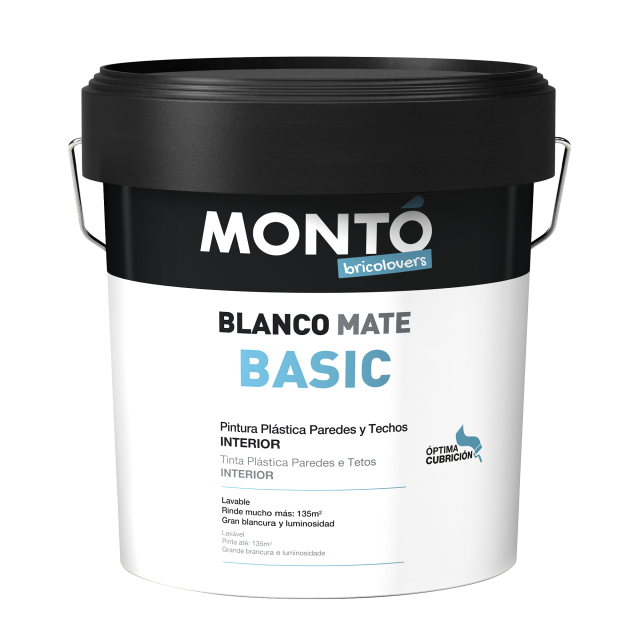 MONTÓ
bricolovers
BLANCO MATE
BASIC
Pintura Plástica Paredes y Techos
INTERIOR
Tinta Plástica Paredes e Tetos
INTERIOR
ÓPTIMA
CUBRICIÓN
Lavable
Rinde mucho más: 135m²
Gran blancura y luminosidad
Lavável
Pinta até: 135m²
Grande brancura e luminosidade